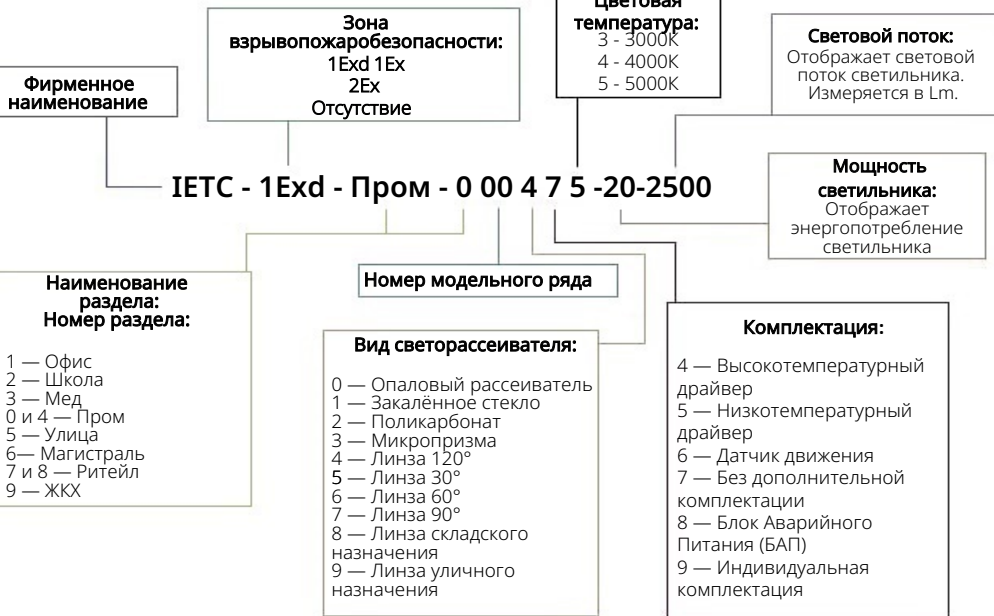 Зона
взрывопожаробезопасности:
1Exd 1Ex
2Ex
Отсутствие
Цветовая
температура:
3 - 3000К
4 - 4000К
5 - 5000К
Световой поток:
Отображает световой
поток светильника.
Измеряется в Lm.
Фирменное
наименование
IETC - 1Exd - Пром - 0 00 4 7 5 -20-2500
Мощность
светильника:
Отображает
энергопотребление
светильника
Наименование
раздела:
Номер раздела:
1 — Офис
2 — Школа
3 — Мед
0 и 4 — Пром
5 — Улица
6— Магистраль
7 и 8 — Ритейл
9 — ЖКХ
Номер модельного ряда
Вид светорассеивателя:
0 — Опаловый рассеиватель
1 — Закалённое стекло
2 — Поликарбонат
3 — Микропризма
4 — Линза 120°
5 — Линза 30°
6 — Линза 60°
7 — Линза 90°
8 — Линза складского
назначения
9 — Линза уличного
назначения
Комплектация:
4 — Высокотемпературный
драйвер
5 — Низкотемпературный
драйвер
6 — Датчик движения
7 — Без дополнительной
комплектации
8 — Блок Аварийного
Питания (БАП)
9 — Индивидуальная
комплектация